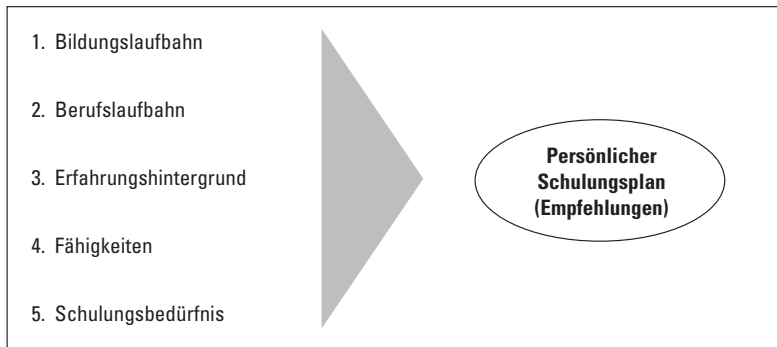 1. Bildungslaufbahn
2. Berufslaufbahn
3. Erfahrungshintergrund
4. Fähigkeiten
5. Schulungsbedürfnis
Persönlicher
Schulungsplan
(Empfehlungen)